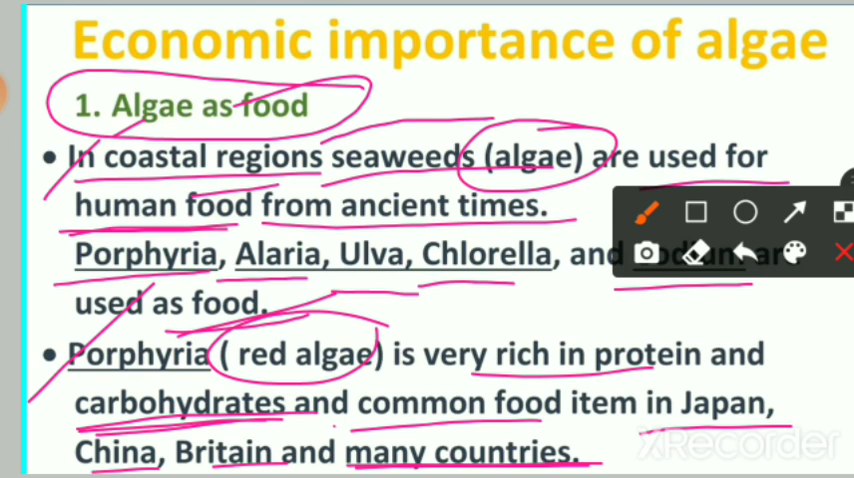 Economic importance of algae
1. Algae as food
• In coastal regions seaweeds (algae) are used for
human food from ancient times.
Porphyria, Alaria, Ulva, Chlorella, and
used as food.
• Porphyria ( red algae) is very rich in protein and
carbohydrates and common food item in Japan,
China, Britain and many countries.
XRecorder